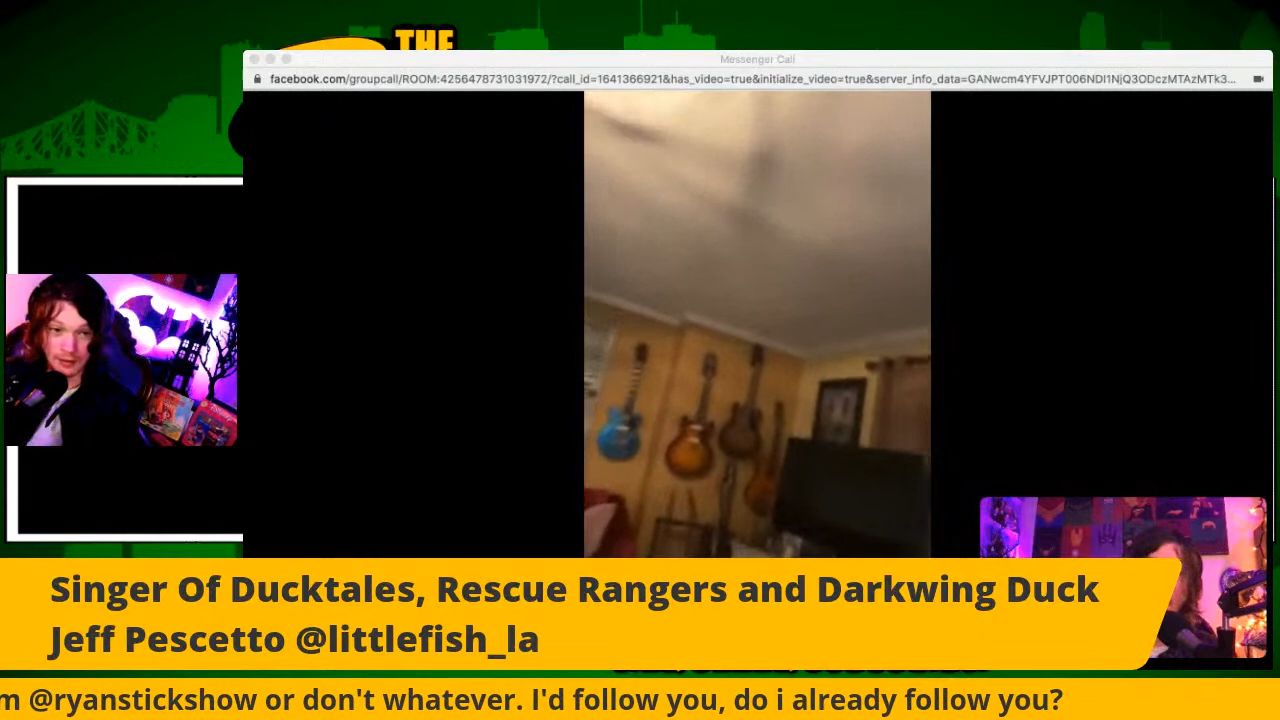 THE
Messenger Call
facebook.com/groupcall/ROOM:4256478731031972/?call_id=1641366921&has_video=true&initialize_video=true&server_info_data=GANwcm4YFVJPT006NDI1NjQ3ODczMTAzMTk3...
Singer Of Ducktales, Rescue Rangers and Darkwing Duck
Jeff Pescetto @littlefish_la
m @ryanstickshow or don't whatever. I'd follow you, do i already follow you?